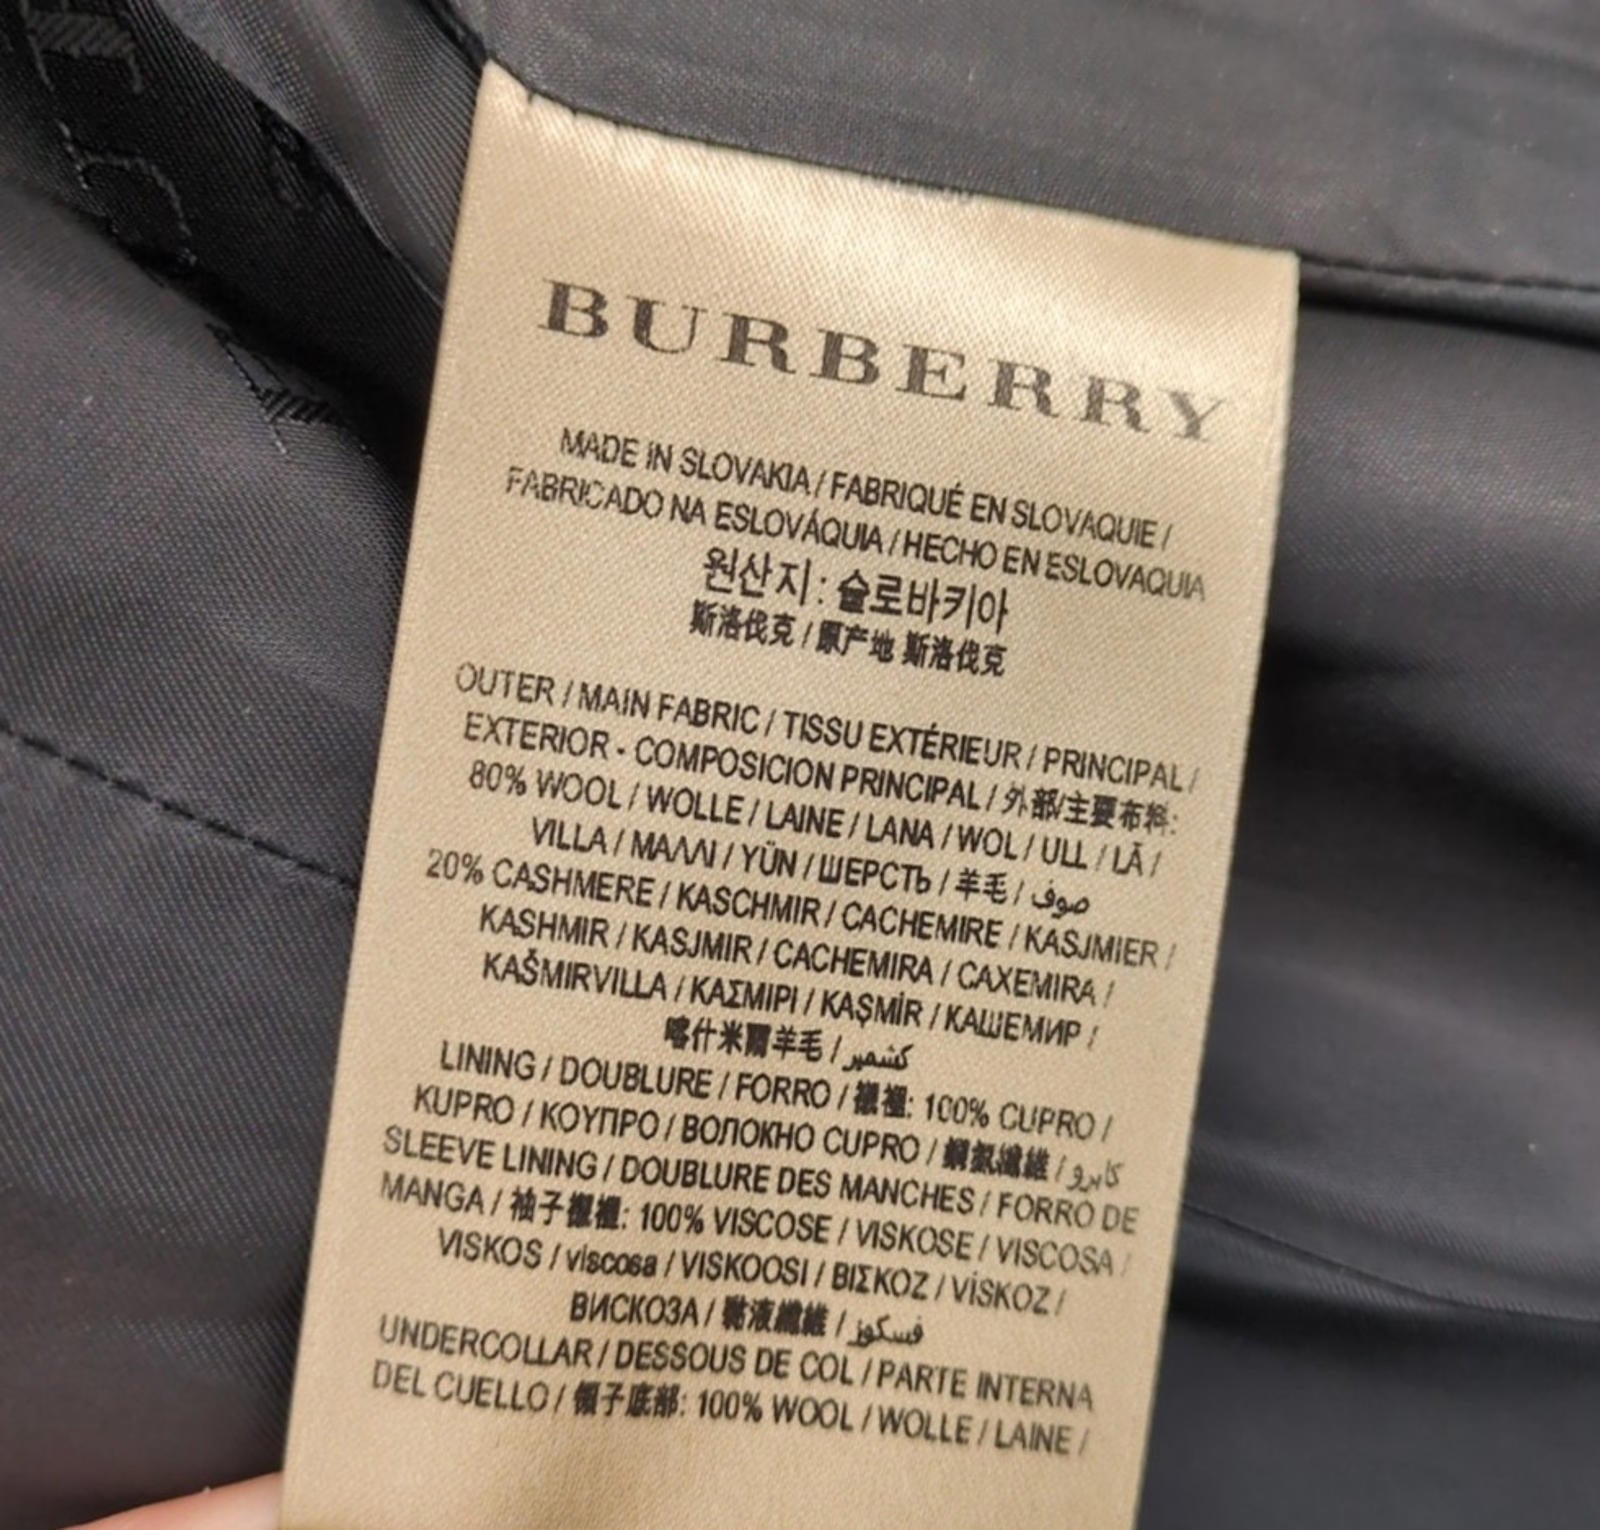 BURBERRY
MADE IN SLOVAKIA / FABRIQUÉ EN SLOVAQUIE /
FABRICADO NA ESLOVÁQUIA / HECHO EN ESLOVAQUIA
원산지 : 슬로바키아
斯洛伐克 / 原产地 斯洛伐克
OUTER / MAIN FABRIC / TISSU EXTÉRIEUR / PRINCIPAL /
EXTERIOR - COMPOSICION PRINCIPAL / 外部/主要布料:
80% WOOL / WOLLE / LAINE / LANA / WOL / ULL / LÃ /
VILLA / ΜΑΛΛΙ / YÜN / ШЕРСТЬ / 羊毛 / صوف
20% CASHMERE / KASCHMIR / CACHEMIRE / KASJMIER /
KASHMIR / KASJMIR / CACHEMIRA / CAXEMIRA /
KAŠMIRVILLA / ΚΑΣΜΙΡΙ / KAŞMİR / КАШЕМИР /
喀什米爾羊毛 / كشمير
LINING / DOUBLURE / FORRO / 襯裡: 100% CUPRO /
KUPRO / ΚΟΥΠΡΟ / ВОЛОКНО CUPRO / 銅氨纖維 / كابرو
SLEEVE LINING / DOUBLURE DES MANCHES / FORRO DE
MANGA / 袖子襯裡: 100% VISCOSE / VISKOSE / VISCOSA /
VISKOS / viscosa / VISKOOSI / ΒΙΣΚΟΖ / VİSKOZ /
ВИСКОЗА / 黏液纖維 / فسكوز
UNDERCOLLAR / DESSOUS DE COL / PARTE INTERNA
DEL CUELLO / 領子底部: 100% WOOL / WOLLE / LAINE /